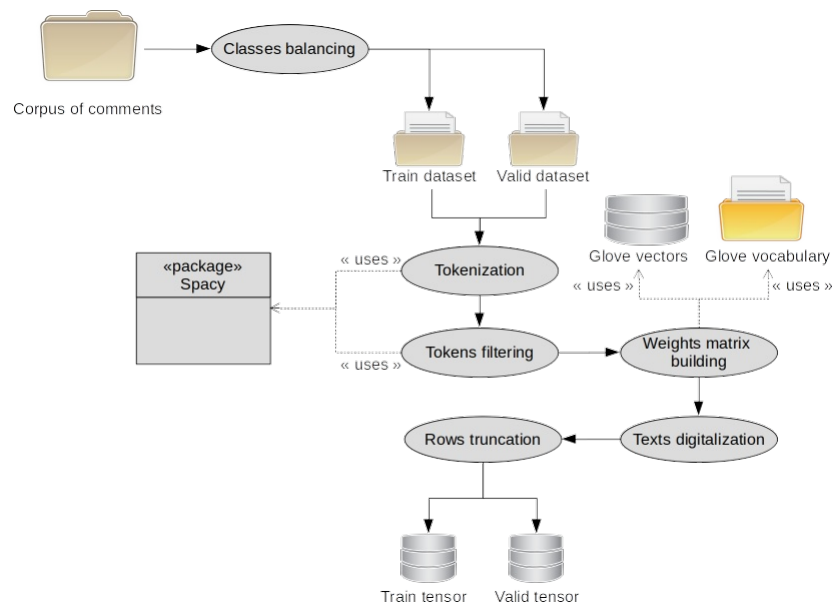 Classes balancing
Corpus of comments
Train dataset
Valid dataset
Glove vectors
Glove vocabulary
« uses »
« uses »
«package»
Spacy
« uses »
Tokenization
Tokens filtering
« uses »
Weights matrix
building
Rows truncation
Texts digitalization
Train tensor
Valid tensor